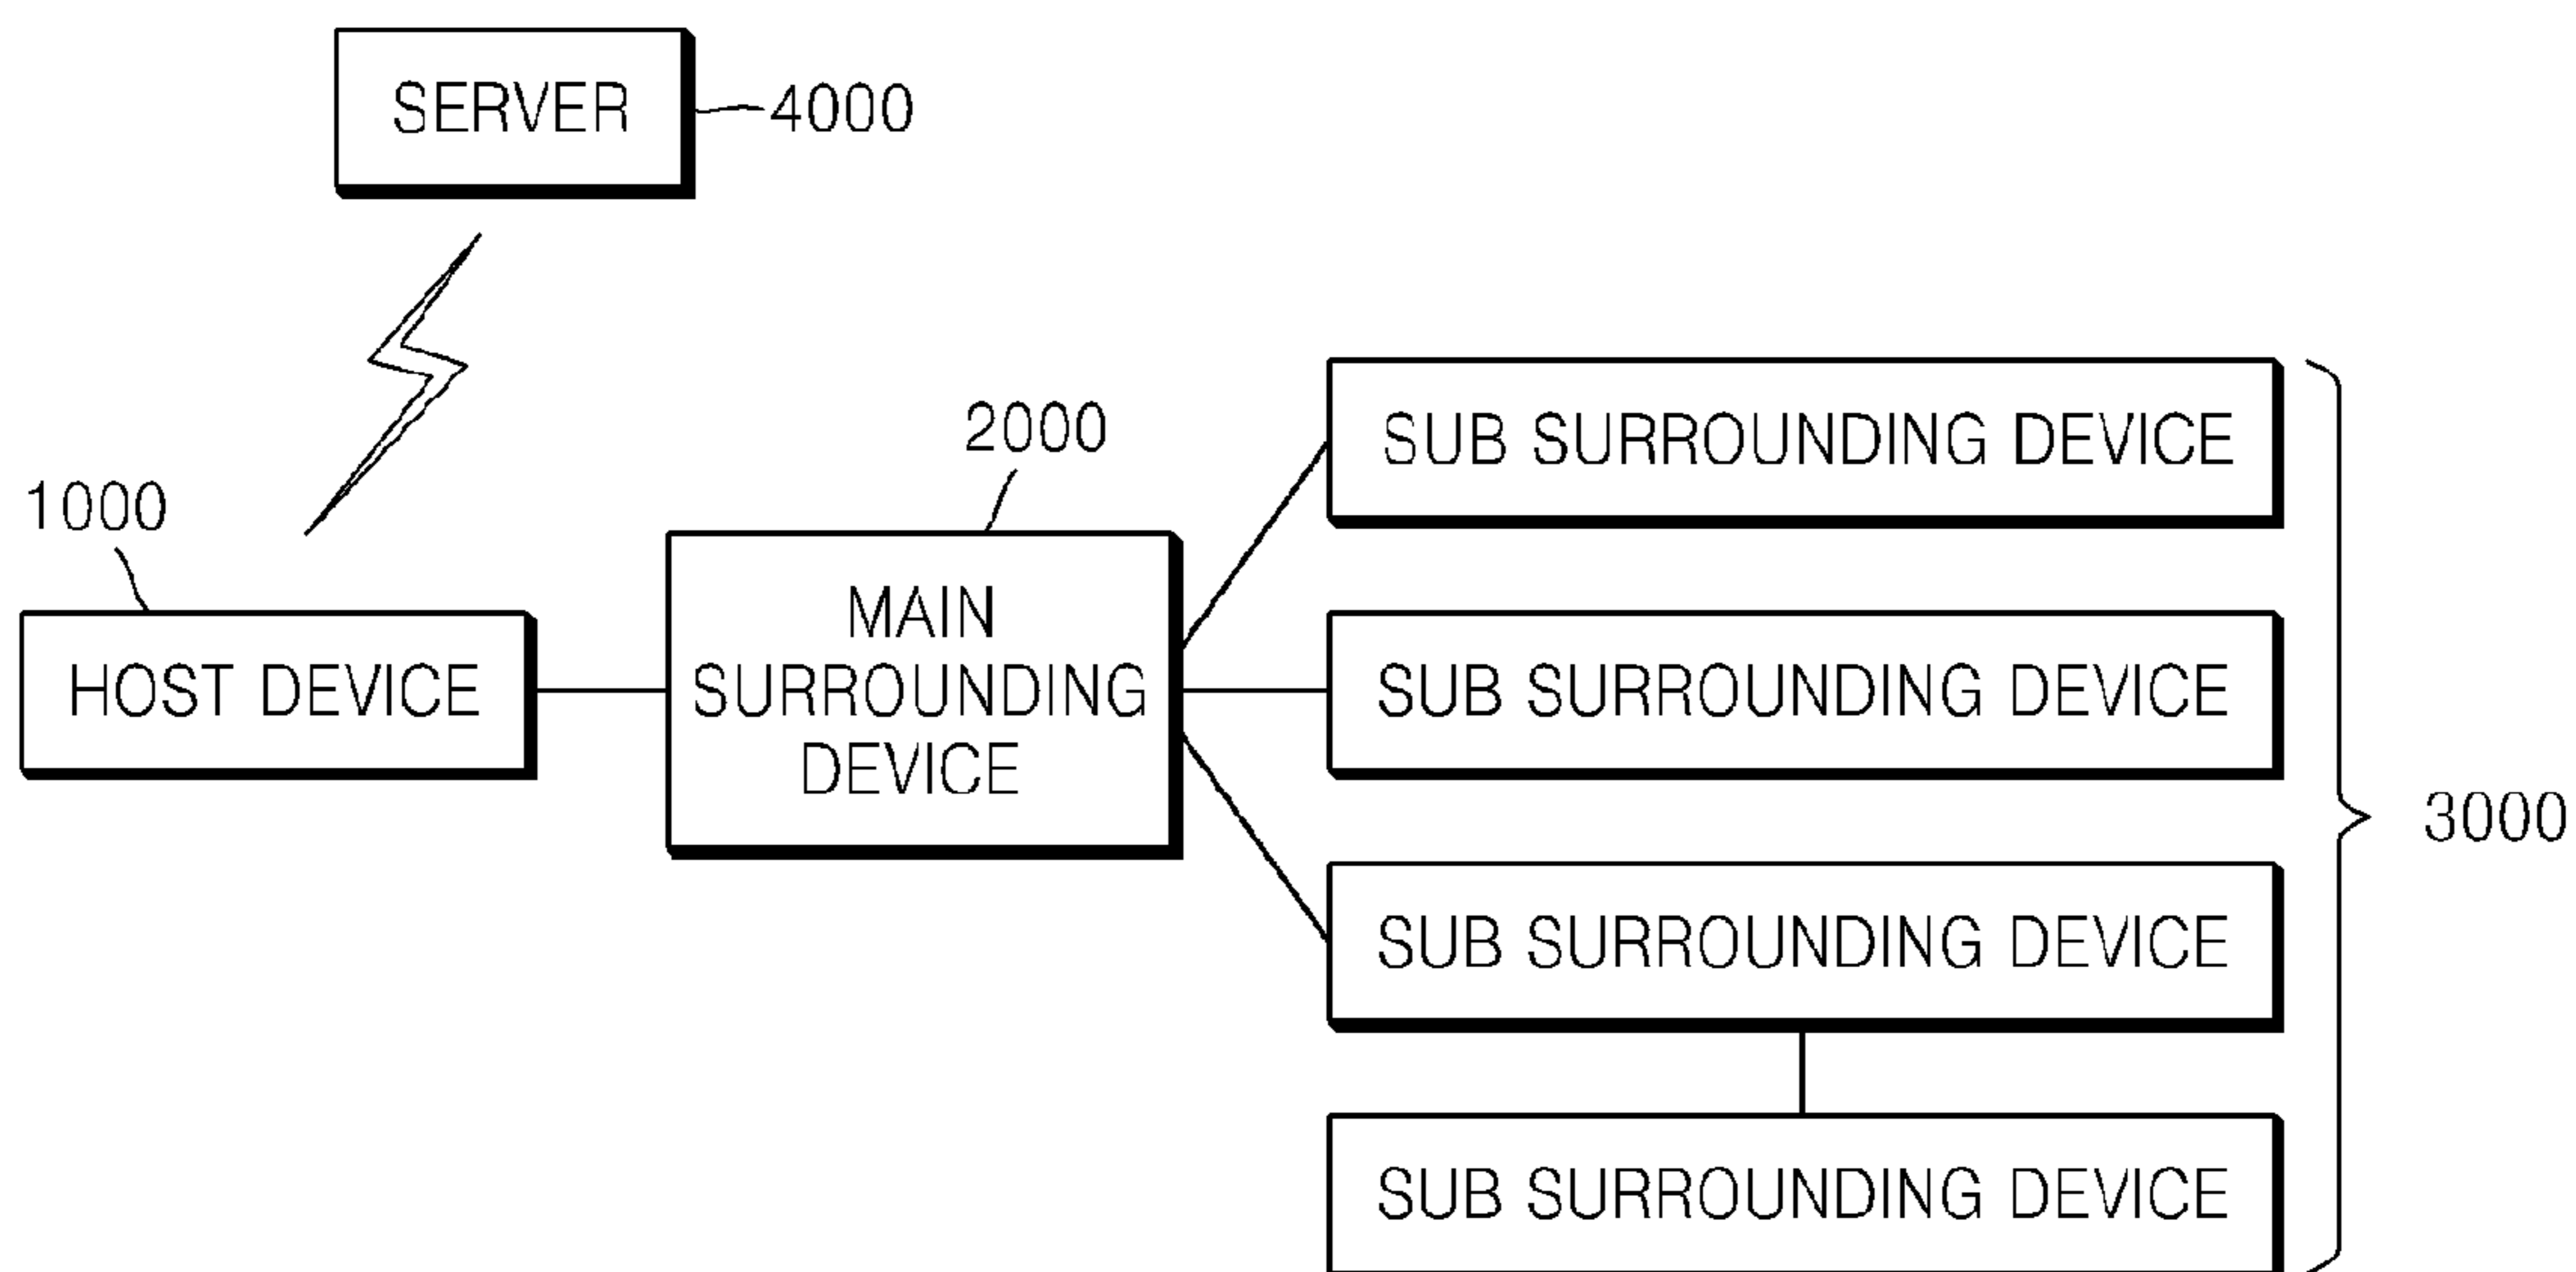 SERVER
4000
2000
1000
HOST DEVICE
MAIN
SURROUNDING
DEVICE
SUB SURROUNDING DEVICE
SUB SURROUNDING DEVICE
SUB SURROUNDING DEVICE
SUB SURROUNDING DEVICE
3000